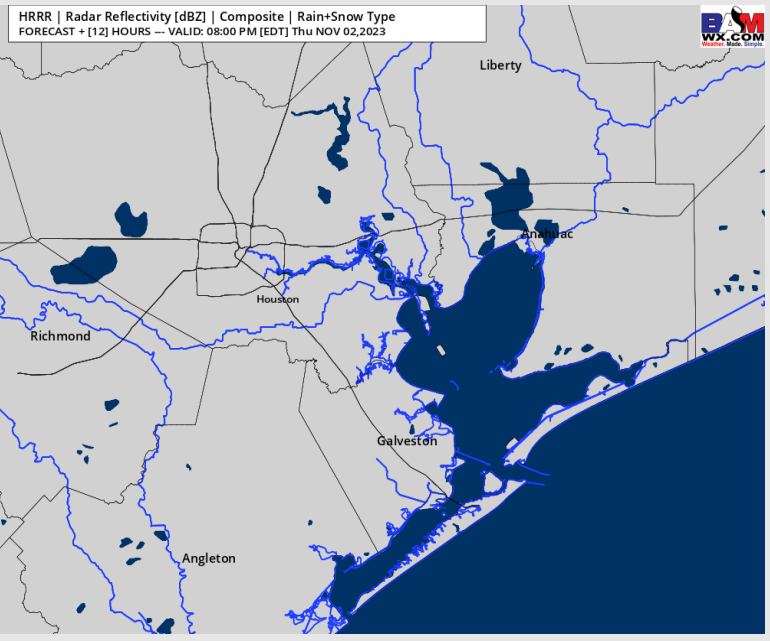 HRRR | Radar Reflectivity [dBZ] | Composite | Rain+Snow Type
FORECAST + [12] HOURS --- VALID: 08:00 PM [EDT] Thu NOV 02,2023
BAM
WX.COM
Weather. Made. Simple.
Liberty
Anahuac
Houston
Richmond
Galveston
Angleton